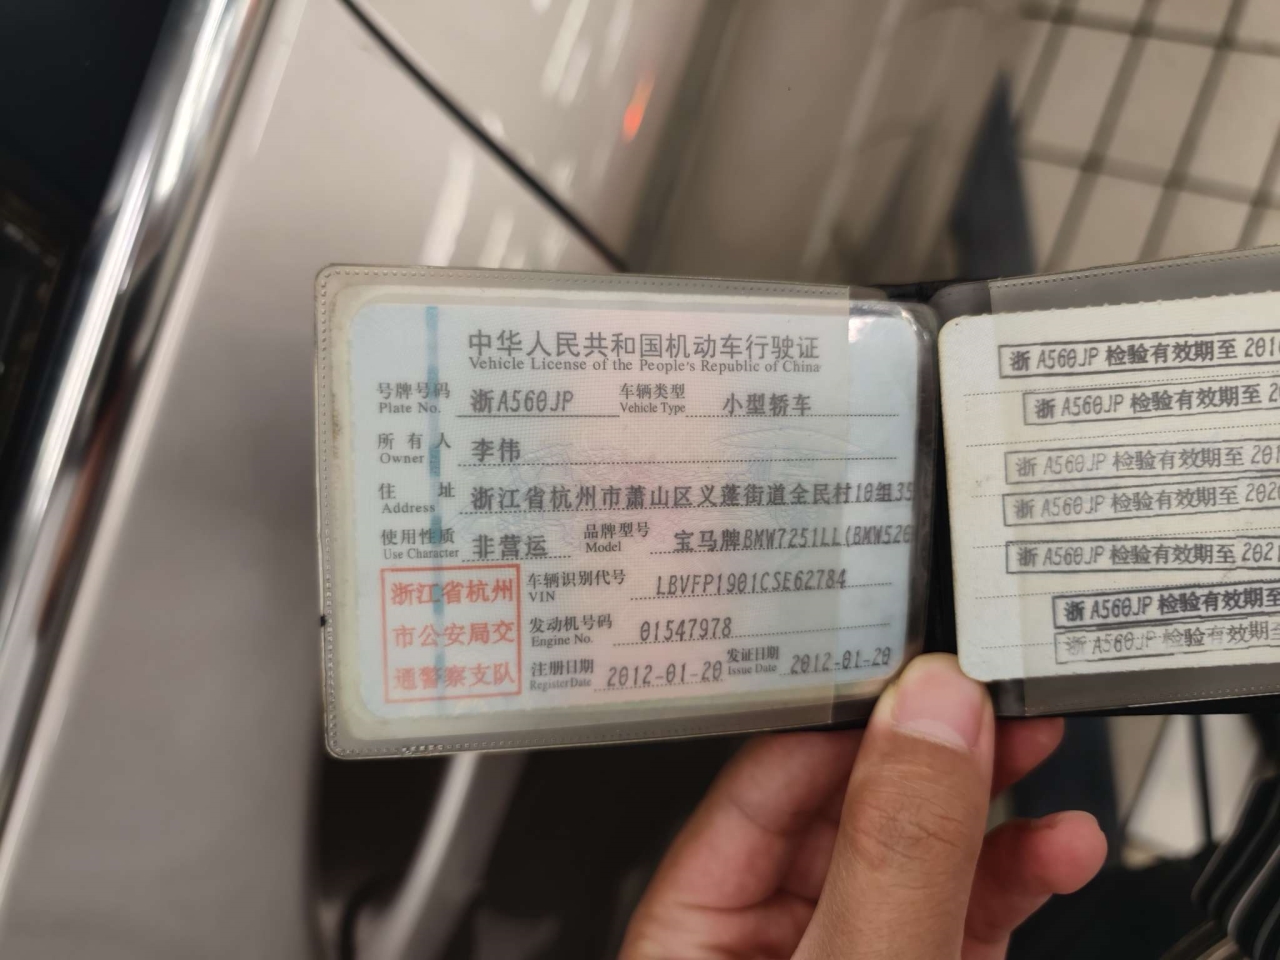 中华人民共和国机动车行驶证
Vehicle License of the People's Republic of China
号牌号码 浙A560JP 车辆类型 小型轿车
Plate No. Vehicle Type
所有人 李伟
Owner
住址 浙江省杭州市萧山区义蓬街道全民村10组35
Address
使用性质 非营运 品牌型号 宝马牌BMW7251LL(BMW520
Use Character Model
浙江省杭州
市公安局交
通警察支队
车辆识别代号 LBVFP1901CSE62784
VIN
发动机号码 01547978
Engine No.
注册日期 2012-01-20 发证日期 2012-01-20
Register Date Issue Date
浙A560JP 检验有效期至 201
浙A560JP 检验有效期至 2
浙A560JP 检验有效期至 201
浙A560JP 检验有效期至 202
浙A560JP 检验有效期至 202
浙A560JP 检验有效期至
浙A560JP 检验有效期至